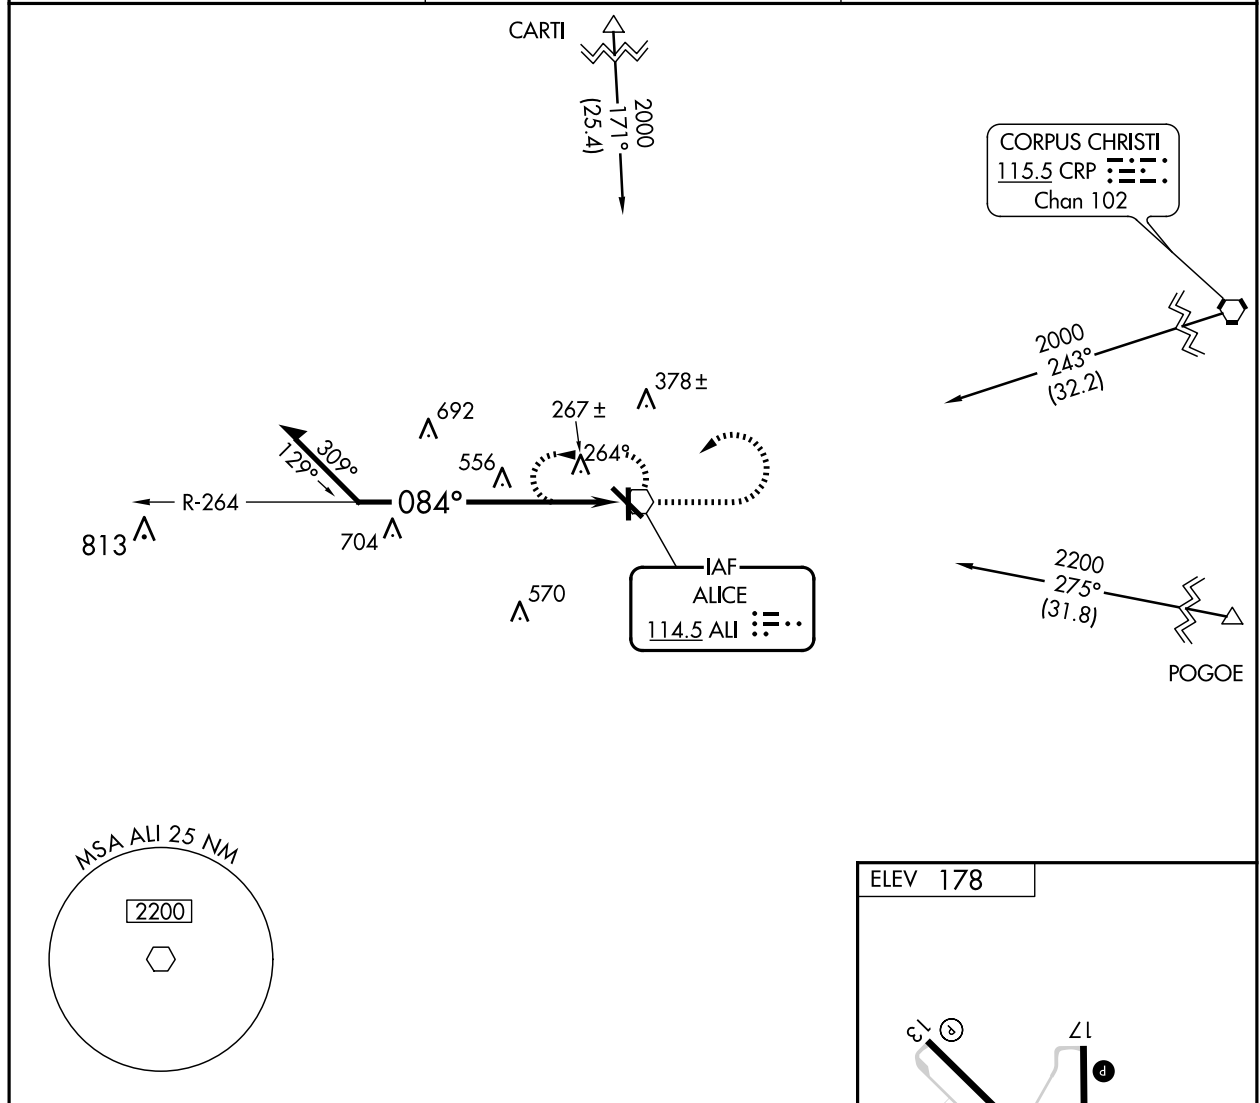 CARTI
2000
171°
(25.4)
CORPUS CHRISTI
115.5 CRP
Chan 102
2000
243°
(32.2)
378 ±
692
267 ±
309°
129°
556
264°
R-264
084°
813
704
IAF
ALICE
114.5 ALI
570
2200
275°
(31.8)
POGOE
MSA ALI 25 NM
2200
ELEV 178
13 P
17
P